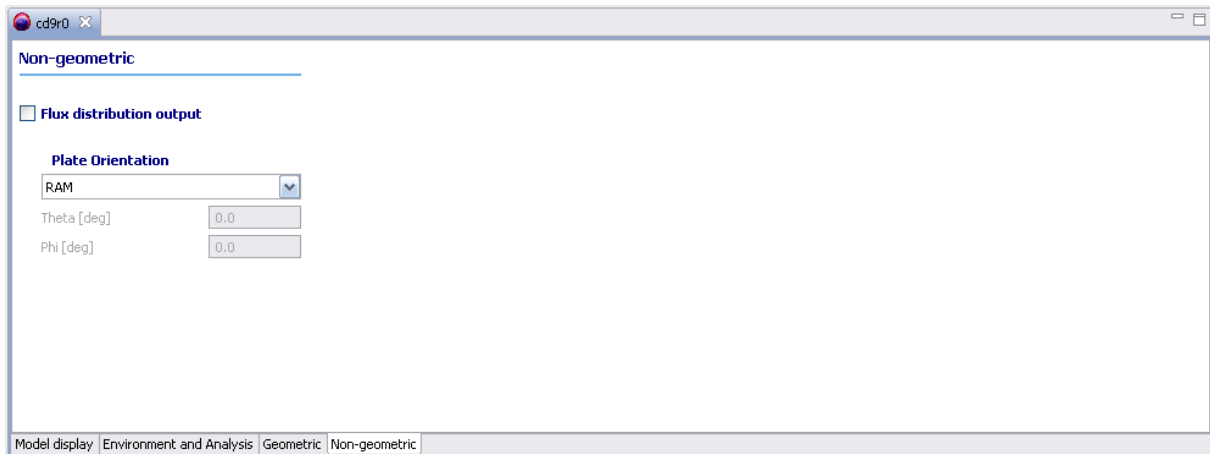 cd9r0
Non-geometric
Flux distribution output
Plate Orientation
RAM
Theta [deg] 0.0
Phi [deg] 0.0
Model display Environment and Analysis Geometric Non-geometric